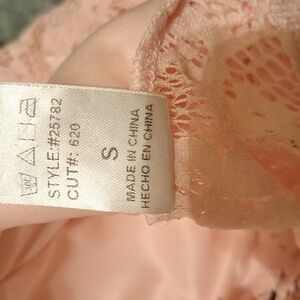 STYLE:#25782
CUT#: 620
S
MADE IN CHINA
HECHO EN CHINA